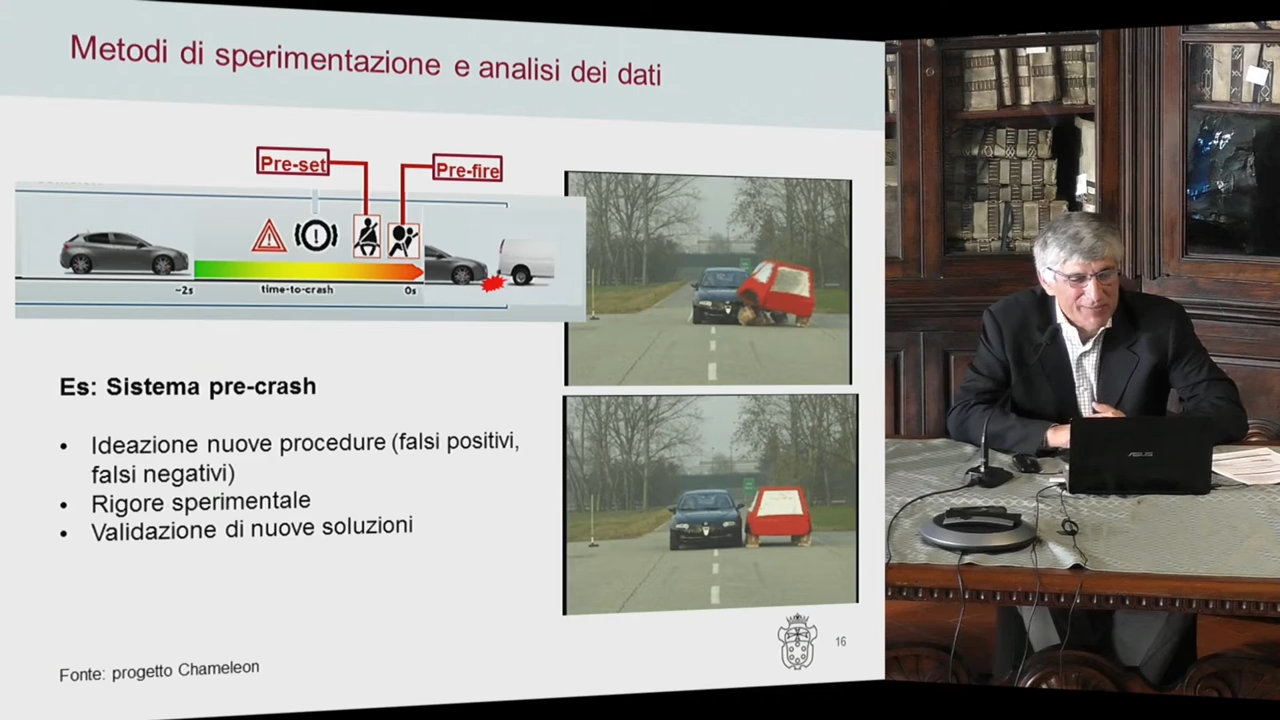 Metodi di sperimentazione e analisi dei dati
Pre-set
Pre-fire
~2s
time-to-crash
0s
Es: Sistema pre-crash
• Ideazione nuove procedure (falsi positivi,
falsi negativi)
• Rigore sperimentale
• Validazione di nuove soluzioni
Fonte: progetto Chameleon
16
ASUS